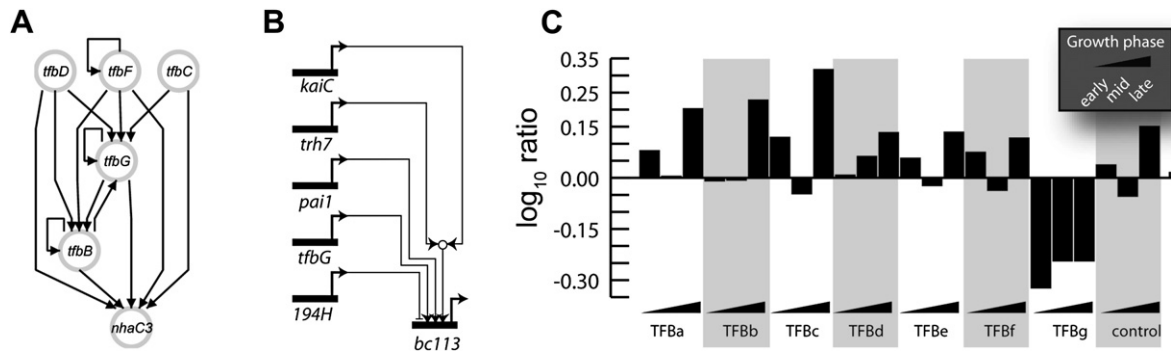 A
tfbD
tfbF
tfbC
tfbG
tfbB
nhaC3
B
kaiC
trh7
pai1
tfbG
194H
bc113
C
log10 ratio
0.35
0.25
0.15
0.00
-0.15
-0.30
TFBa TFBb TFBc TFBd TFBe TFBf TFBg control
Growth phase
early mid late